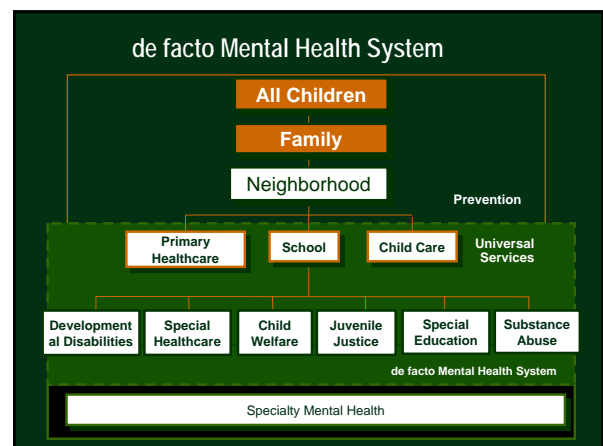 de facto Mental Health System
All Children
Family
Neighborhood
Prevention
Primary
Healthcare
School
Child Care
Universal
Services
Development
al Disabilities
Special
Healthcare
Child
Welfare
Juvenile
Justice
Special
Education
Substance
Abuse
de facto Mental Health System
Specialty Mental Health